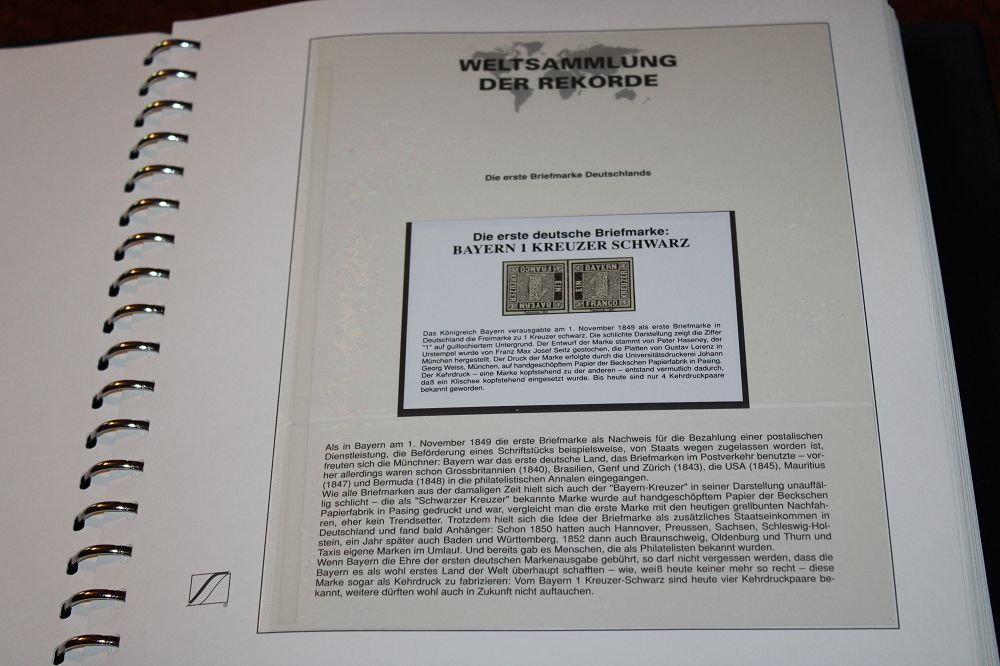 WELTSAMMLUNG
DER REKORDE
Die erste Briefmarke Deutschlands
Die erste deutsche Briefmarke:
BAYERN 1 KREUZER SCHWARZ
FRANCO BAYERN
KREUZER EIN EIN KREUZER
BAYERN FRANCO
Das Königreich Bayern verausgabte am 1. November 1849 als erste Briefmarke in
Deutschland die Freimarke zu 1 Kreuzer schwarz. Die schlichte Darstellung zeigt die Ziffer
"1" auf guillochiertem Untergrund. Der Entwurf der Marke stammt von Peter Haseney, der
Urstempel wurde von Franz Max Josef Seitz gestochen, die Platten von Gustav Lorenz in
München hergestellt. Der Druck der Marke erfolgte durch die Universitätsdruckerei Johann
Georg Weiss, München, auf handgeschöpftem Papier der Beckschen Papierfabrik in Pasing.
Der Kehrdruck – eine Marke kopfstehend zu der anderen – entstand vermutlich dadurch,
daß ein Klischee kopfstehend eingesetzt wurde. Bis heute sind nur 4 Kehrdruckpaare
bekannt geworden.
Als in Bayern am 1. November 1849 die erste Briefmarke als Nachweis für die Bezahlung einer postalischen
Dienstleistung, die Beförderung eines Schriftstücks beispielsweise, von Staats wegen zugelassen worden ist,
freuten sich die Münchner: Bayern war das erste deutsche Land, das Briefmarken im Postverkehr benutzte – vor-
her allerdings waren schon Grossbritannien (1840), Brasilien, Genf und Zürich (1843), die USA (1845), Mauritius
(1847) und Bermuda (1848) in die philatelistischen Annalen eingegangen.
Wie alle Briefmarken aus der damaligen Zeit hielt sich auch der "Bayern-Kreuzer" in seiner Darstellung unauffäl-
lig schlicht – die als "Schwarzer Kreuzer" bekannte Marke wurde auf handgeschöpftem Papier der Beckschen
Papierfabrik in Pasing gedruckt und war, vergleicht man die erste Marke mit den heutigen grellbunten Nachfah-
ren, eher kein Trendsetter. Trotzdem hielt sich die Idee der Briefmarke als zusätzliches Staatseinkommen in
Deutschland und fand bald Anhänger: Schon 1850 hatten auch Hannover, Preussen, Sachsen, Schleswig-Hol-
stein, ein Jahr später auch Baden und Württemberg, 1852 dann auch Braunschweig, Oldenburg und Thurn und
Taxis eigene Marken im Umlauf. Und bereits gab es Menschen, die als Philatelisten bekannt wurden.
Wenn Bayern die Ehre der ersten deutschen Markenausgabe gebührt, so darf nicht vergessen werden, dass die
Bayern es als wohl erstes Land der Welt überhaupt schafften – wie, weiß heute keiner mehr so recht – diese
Marke sogar als Kehrdruck zu fabrizieren: Vom Bayern 1 Kreuzer-Schwarz sind heute vier Kehrdruckpaare be-
kannt, weitere dürften wohl auch in Zukunft nicht auftauchen.